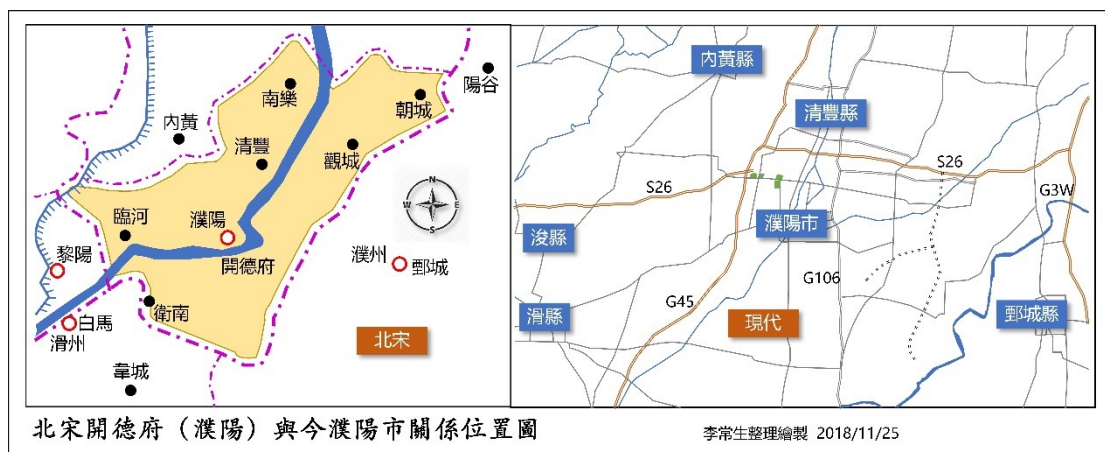 陽谷
南樂
朝城
內黃
清豐
觀城
N
W
E
S
臨河
濮陽
開德府
濮州
鄄城
黎陽
衛南
白馬
滑州
北宋
韋城
內黃縣
清豐縣
S26
S26
G3W
濮陽市
浚縣
G106
G45
滑縣
現代
鄄城縣
北宋開德府（濮陽）與今濮陽市關係位置圖
李常生整理繪製 2018/11/25